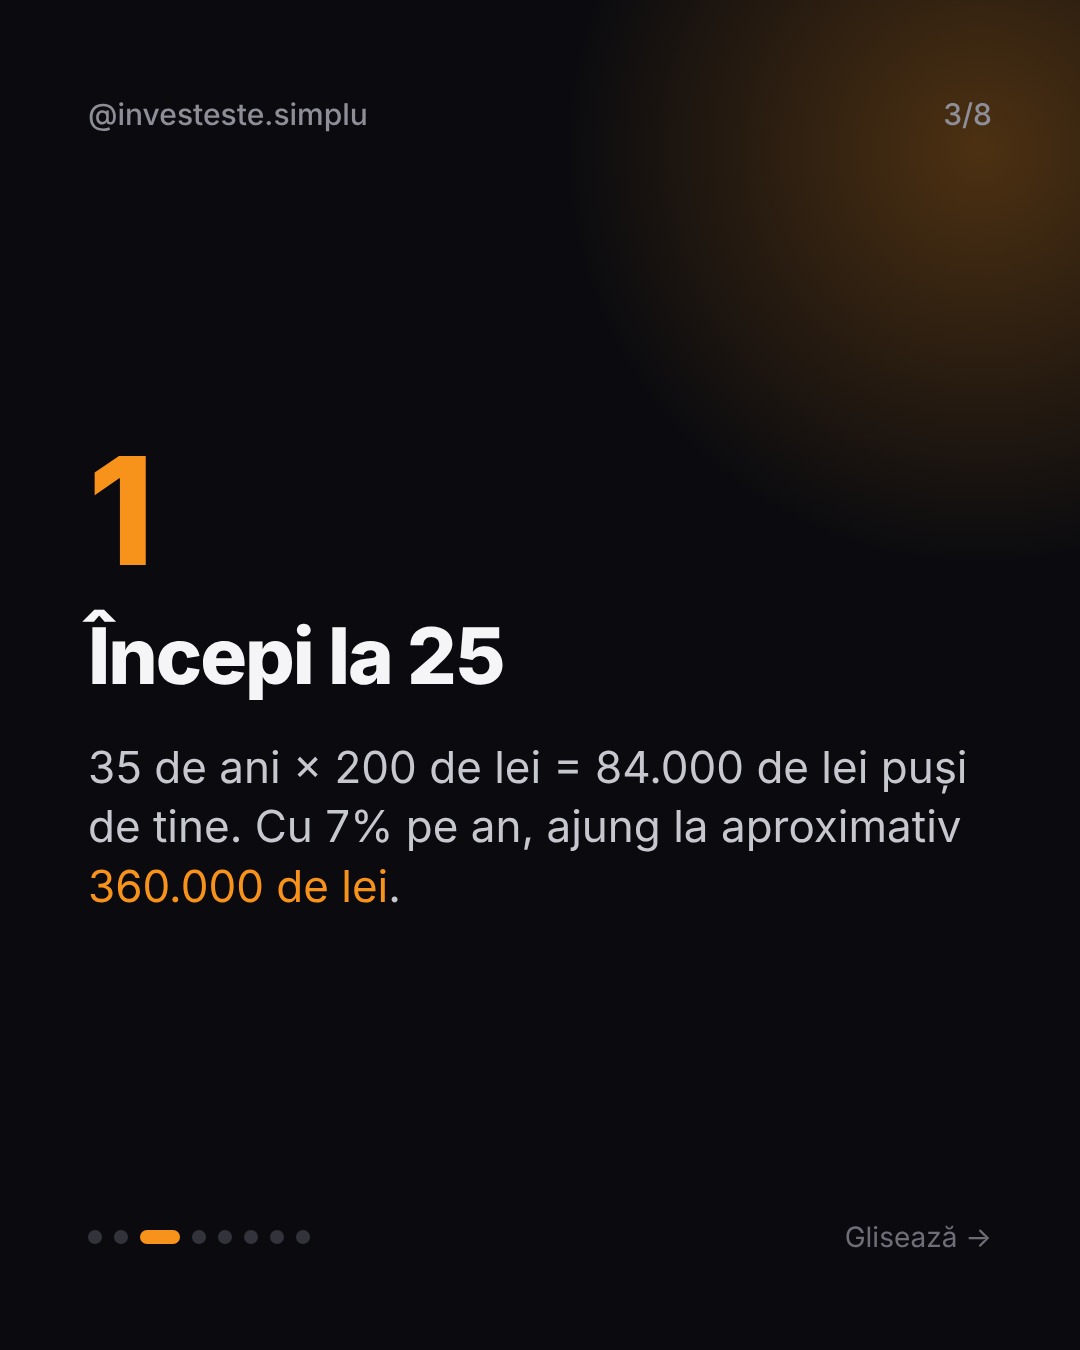 @investeste.simplu
3/8
1
Începi la 25
35 de ani × 200 de lei = 84.000 de lei puși
de tine. Cu 7% pe an, ajung la aproximativ
360.000 de lei.
Glisează →